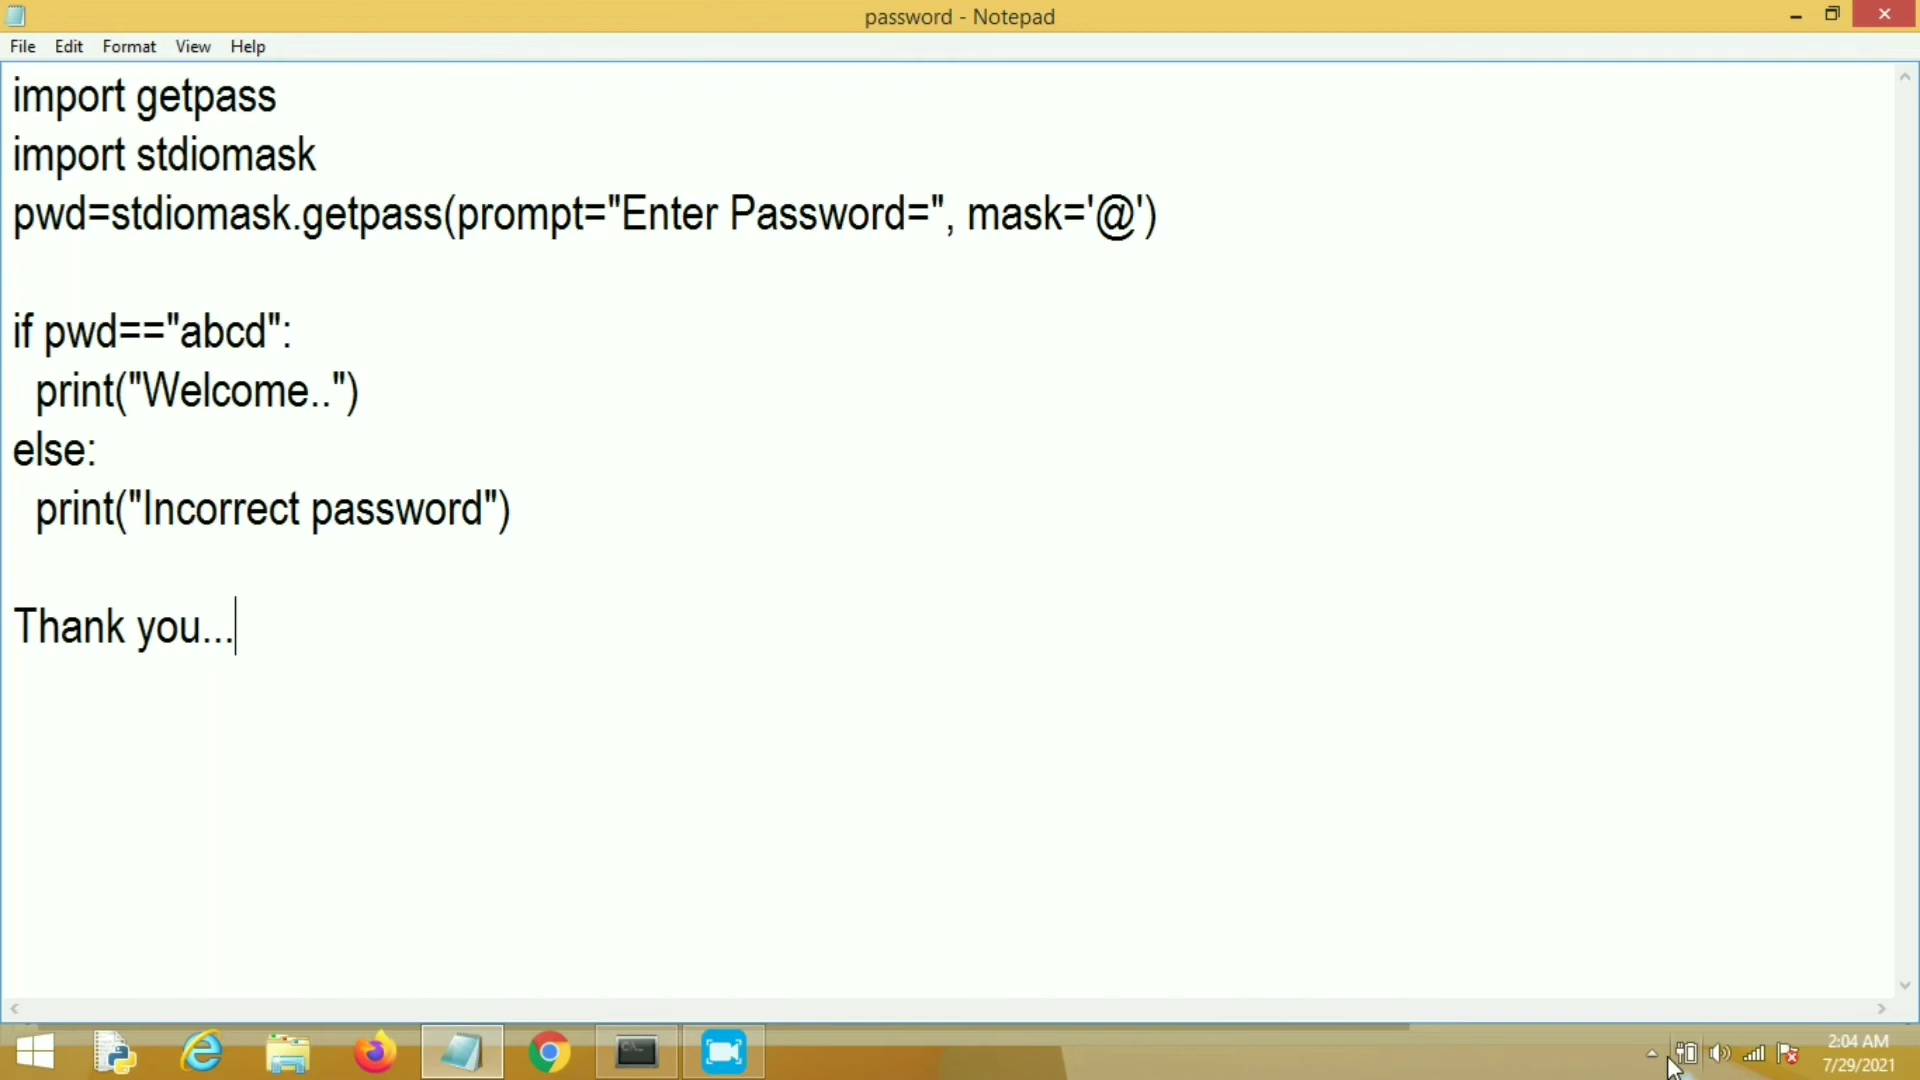 password - Notepad
File Edit Format View Help
import getpass
import stdiomask
pwd=stdiomask.getpass(prompt="Enter Password=", mask='@')
if pwd=="abcd":
print("Welcome..")
else:
print("Incorrect password")
Thank you...
2:04 AM
7/29/2021